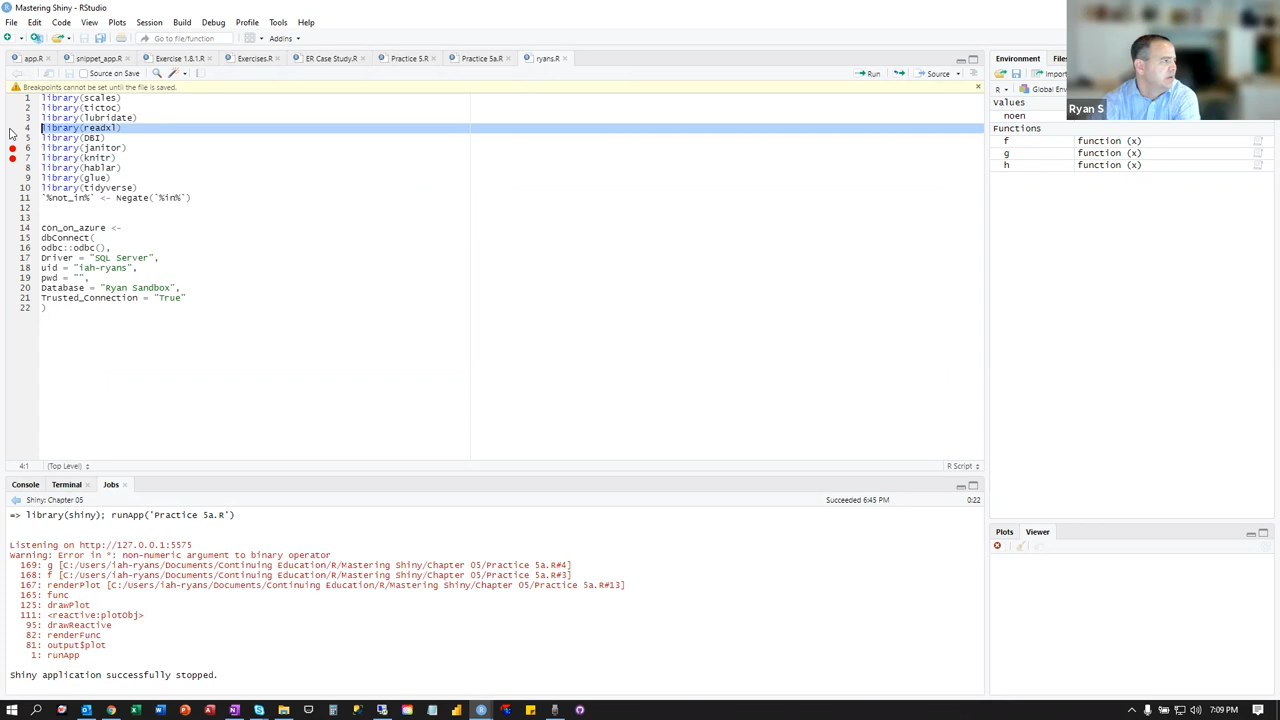 Mastering Shiny - RStudio
File Edit Code View Plots Session Build Debug Profile Tools Help
Go to file/function Addins
app.R snippet_app.R Exercise 1.8.1.R Exercises.R ER Case Study.R Practice 5.R Practice 5a.R ryans.R
Source on Save Run Source
Breakpoints cannot be set until the file is saved.
1 library(scales)
2 library(tictoc)
3 library(lubridate)
4 library(readxl)
5 library(DBI)
6 library(janitor)
7 library(knitr)
8 library(hablar)
9 library(glue)
10 library(tidyverse)
11 `%not_in%` <- Negate(`%in%`)
12
13
14 con_on_azure <-
15 dbConnect(
16 odbc::odbc(),
17 Driver = "SQL Server",
18 uid = "iah-ryans",
19 pwd = "",
20 Database = "Ryan Sandbox",
21 Trusted_Connection = "True"
22 )
4:1 (Top Level) R Script
Console Terminal Jobs
Shiny: Chapter 05 Succeeded 6:45 PM 0:22
=> library(shiny); runApp('Practice 5a.R')
Listening on http://127.0.0.1:5575
Warning: Error in *: non-numeric argument to binary operator
169: g [C:/Users/iah-ryans/Documents/Continuing Education/R/Mastering Shiny/Chapter 05/Practice 5a.R#4]
168: f [C:/Users/iah-ryans/Documents/Continuing Education/R/Mastering Shiny/Chapter 05/Practice 5a.R#3]
167: renderPlot [C:/Users/iah-ryans/Documents/Continuing Education/R/Mastering Shiny/Chapter 05/Practice 5a.R#13]
165: func
125: drawPlot
111: <reactive:plotObj>
95: drawReactive
82: renderFunc
81: output$plot
1: runApp
Shiny application successfully stopped.
Environment Files
Import
R Global Env
Values
noen
Functions
f function (x)
g function (x)
h function (x)
Plots Viewer
Ryan S
7:09 PM